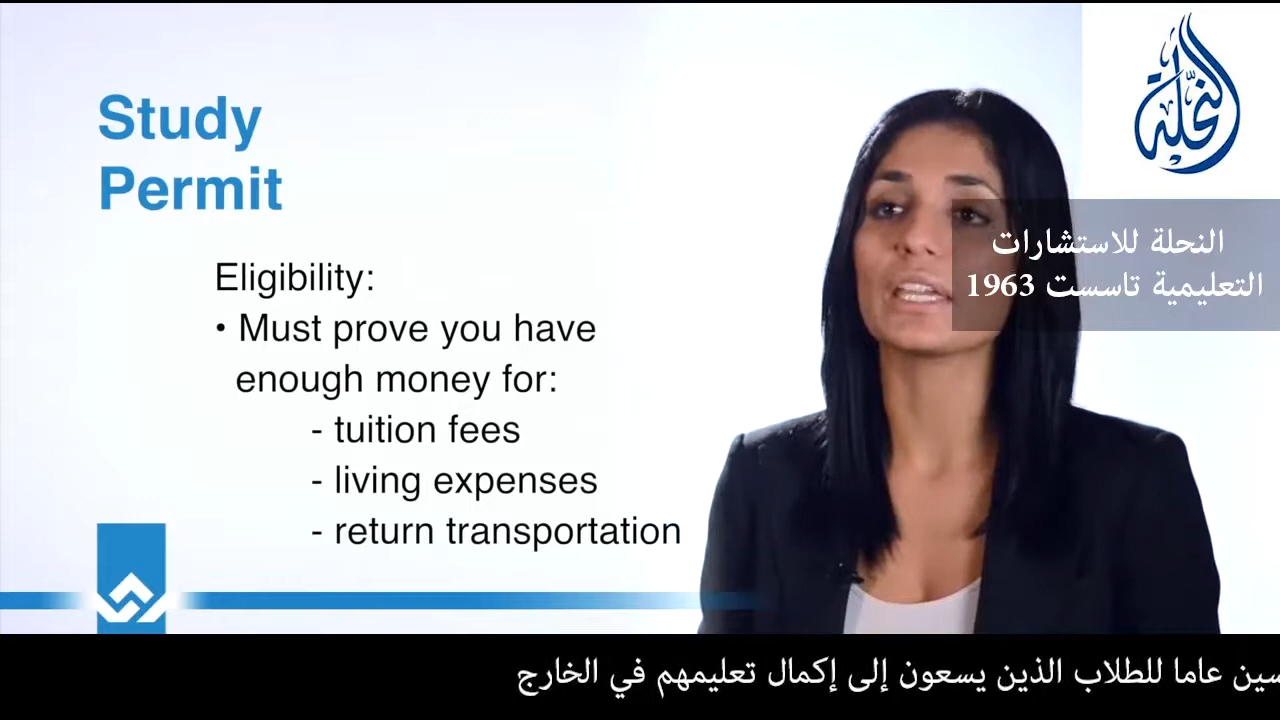 Study
Permit
Eligibility:
• Must prove you have
enough money for:
- tuition fees
- living expenses
- return transportation
النحلة
النحلة للاستشارات
التعليمية تاسست 1963
عاما للطلاب الذين يسعون إلى إكمال تعليمهم في الخارج